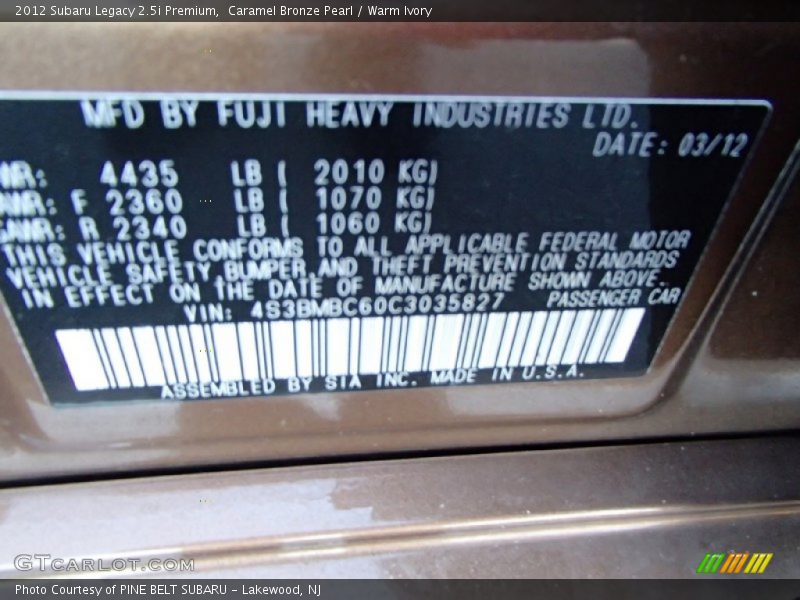 2012 Subaru Legacy 2.5i Premium, Caramel Bronze Pearl / Warm Ivory
MFD BY FUJI HEAVY INDUSTRIES LTD.
DATE: 03/12
4435 LB ( 2010 KG)
F 2360 LB ( 1070 KG)
R 2340 LB ( 1060 KG)
THIS VEHICLE CONFORMS TO ALL APPLICABLE FEDERAL MOTOR
VEHICLE SAFETY BUMPER AND THEFT PREVENTION STANDARDS
IN EFFECT ON tHE DATE OF MANUFACTURE SHOWN ABOVE.
VIN: 4S3BMBC60C3035827 PASSENGER CAR
ASSEMBLED BY SIA INC. MADE IN U.S.A.
GTCarLot.com
Photo Courtesy of PINE BELT SUBARU - Lakewood, NJ